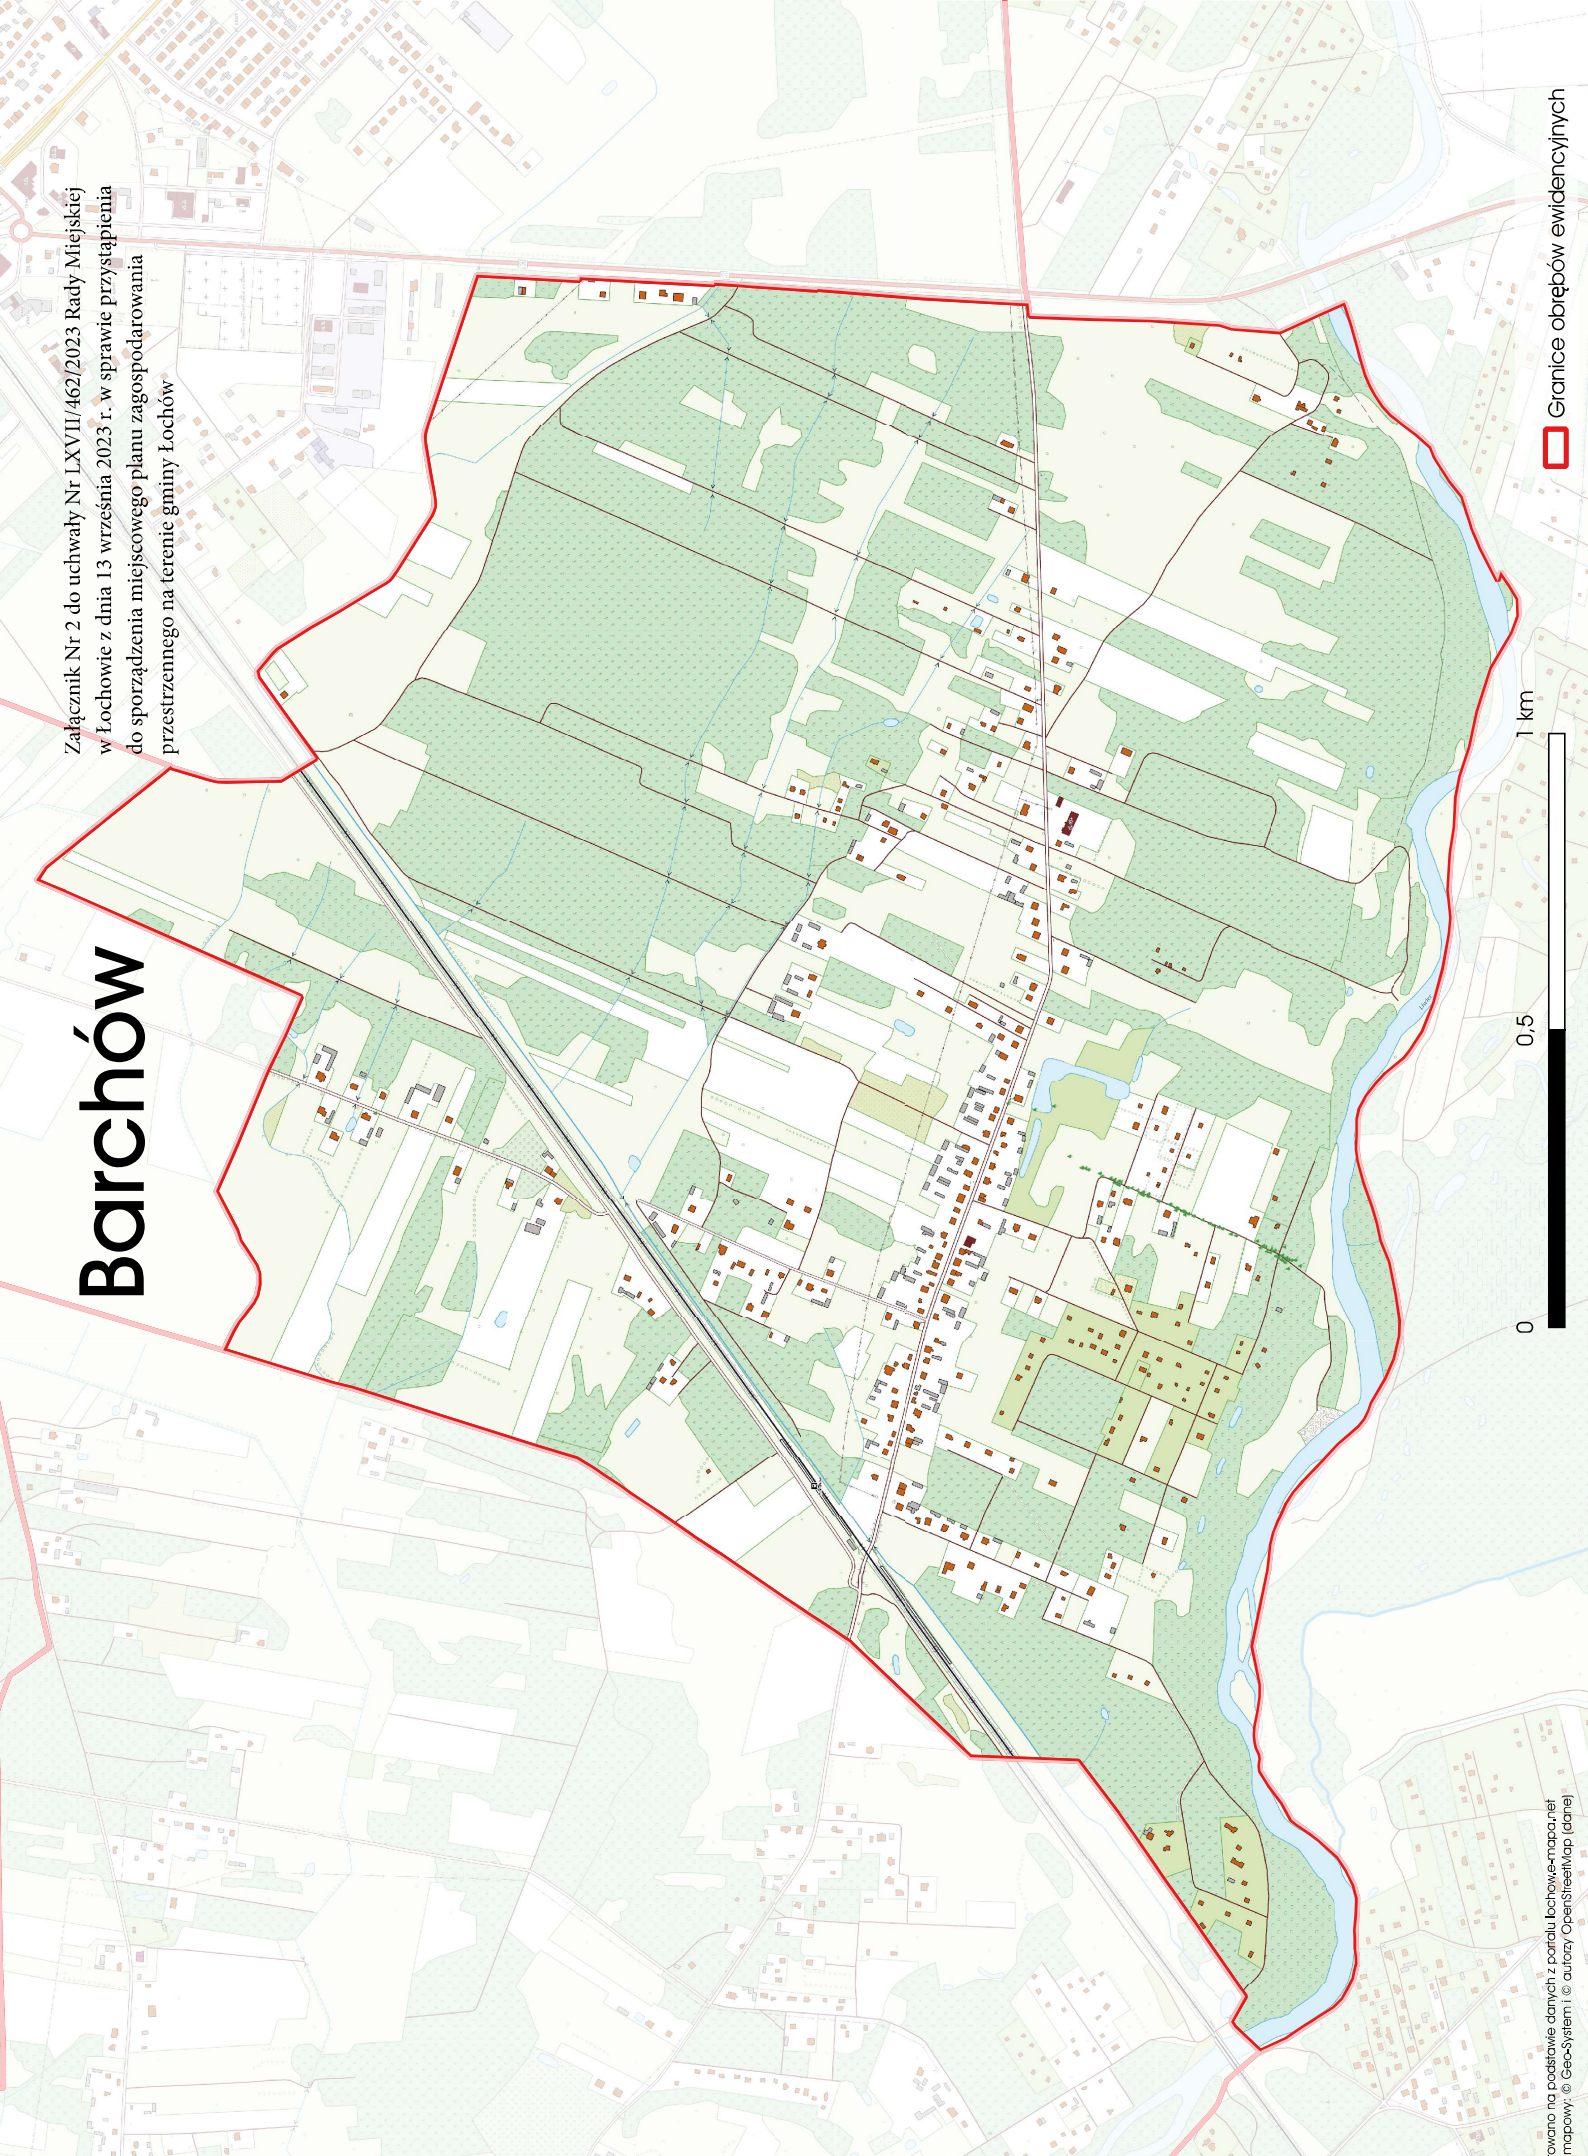 Barchów
Załącznik Nr 2 do uchwały Nr LXVII/462/2023 Rady Miejskiej
w Łochowie z dnia 13 września 2023 r. w sprawie przystąpienia
do sporządzenia miejscowego planu zagospodarowania
przestrzennego na terenie gminy Łochów
Liwiec
0 0,5 1 km
Granice obrębów ewidencyjnych
owano na podstawie danych z portalu lochow.e-mapa.net
mapowy: © Geo-System i © autorzy OpenStreetMap (dane)